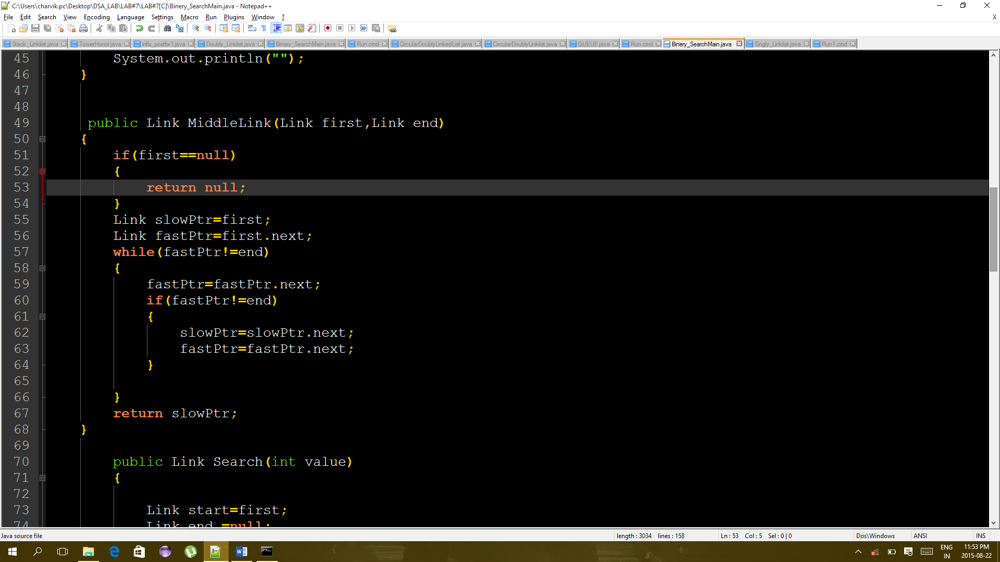 C:\Users\charvik.pc\Desktop\DSA_LAB\LAB#7\LAB#7[C]\Binery_SearchMain.java - Notepad++
File Edit Search View Encoding Language Settings Macro Run Plugins Window ? X
Stack_Linklist.java TowerHonoi.java infix_postfix1.java Doubly_Linklist.java Binary_SearchMain.java Run.cmd CircularDoublyLinkedList.java CircularDoublyLinklist.java QUEUE.java Run.cmd Binery_SearchMain.java Singly_Linklist.java Run1.cmd
45 System.out.println("");
46 }
47
48
49 public Link MiddleLink(Link first,Link end)
50 {
51 if(first==null)
52 {
53 return null;
54 }
55 Link slowPtr=first;
56 Link fastPtr=first.next;
57 while(fastPtr!=end)
58 {
59 fastPtr=fastPtr.next;
60 if(fastPtr!=end)
61 {
62 slowPtr=slowPtr.next;
63 fastPtr=fastPtr.next;
64 }
65
66 }
67 return slowPtr;
68 }
69
70 public Link Search(int value)
71 {
72
73 Link start=first;
74 Link end =null;
Java source file length : 3034 lines : 158 Ln : 53 Col : 5 Sel : 0 | 0 Dos\Windows ANSI INS
ENG 11:53 PM
IN 2015-08-22